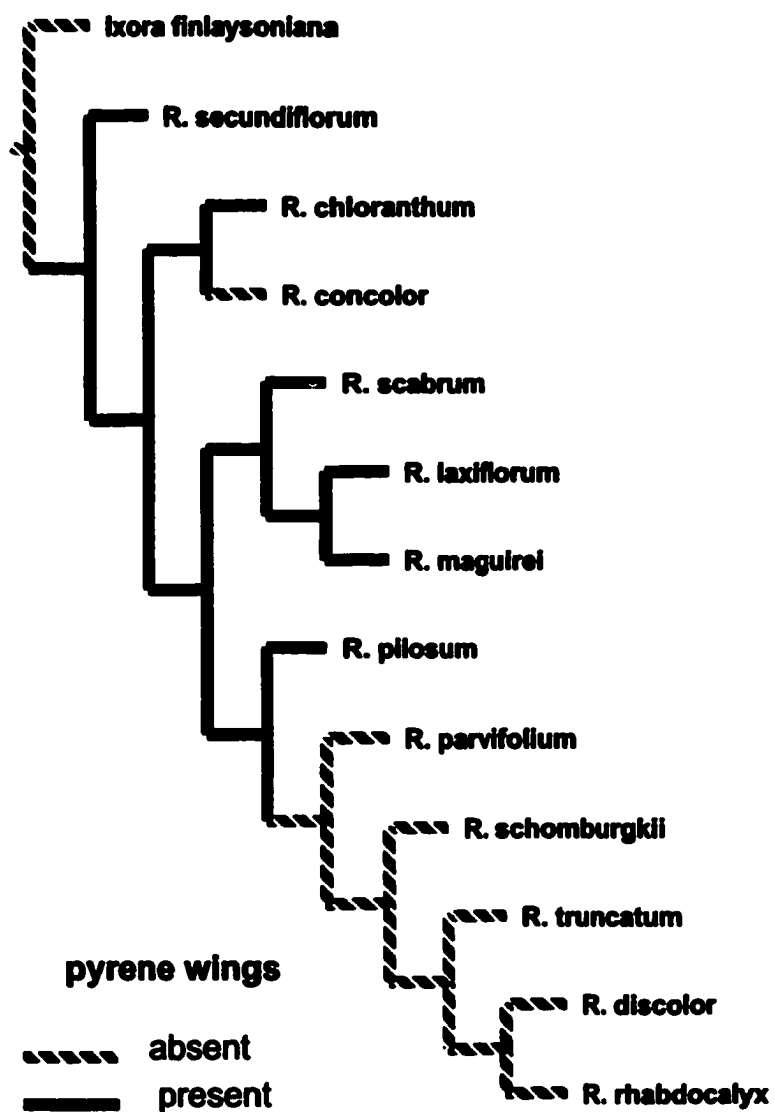 Ixora finlaysoniana
R. secundiflorum
R. chloranthum
R. concolor
R. scabrum
R. laxiflorum
R. maguirei
R. pilosum
R. parvifolium
R. schomburgkii
R. truncatum
R. discolor
R. rhabdocalyx
pyrene wings
absent
present